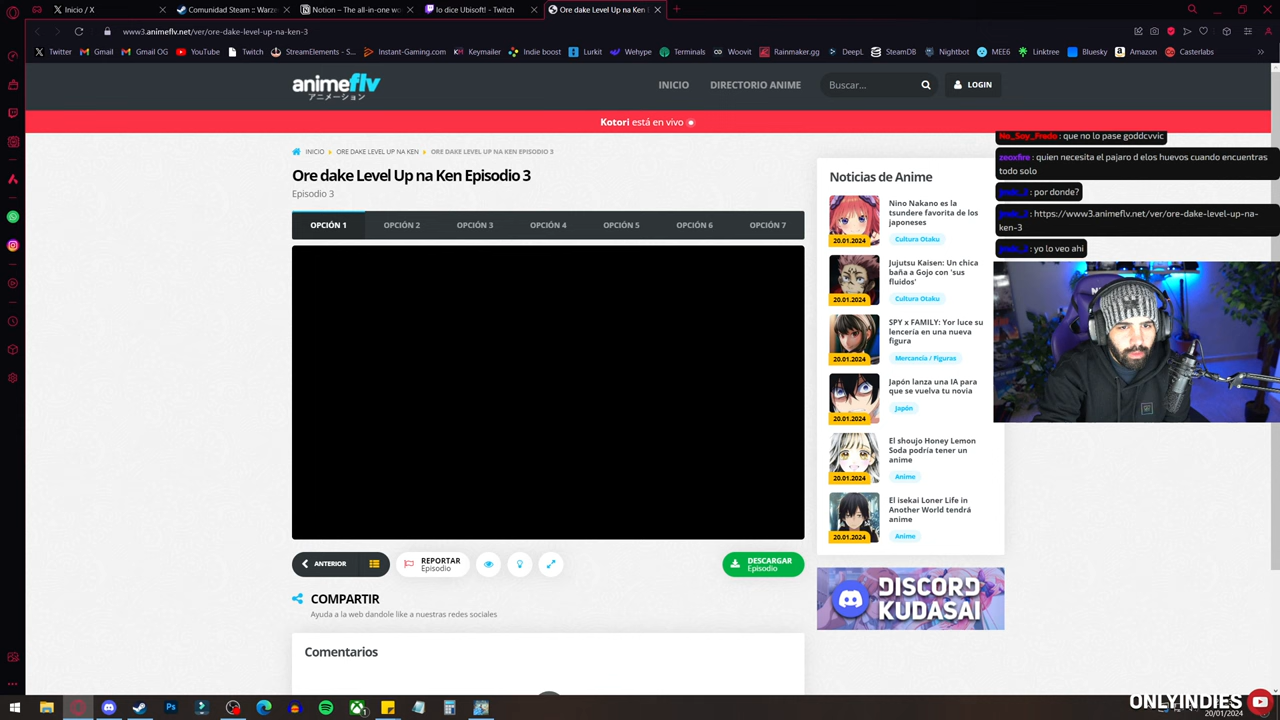 Inicio / X
Comunidad Steam :: Warze
Notion – The all-in-one wo
lo dice Ubisoft! - Twitch
Ore dake Level Up na Ken
www3.animeflv.net/ver/ore-dake-level-up-na-ken-3
Twitter
Gmail
Gmail OG
YouTube
Twitch
StreamElements - S...
Instant-Gaming.com
Keymailer
Indie boost
Lurkit
Wehype
Terminals
Woovit
Rainmaker.gg
DeepL
SteamDB
Nightbot
MEE6
Linktree
Bluesky
Amazon
Casterlabs
animeflv
アニメーション
INICIO
DIRECTORIO ANIME
Buscar...
LOGIN
Kotori está en vivo
INICIO
ORE DAKE LEVEL UP NA KEN
ORE DAKE LEVEL UP NA KEN EPISODIO 3
Ore dake Level Up na Ken Episodio 3
Episodio 3
OPCIÓN 1
OPCIÓN 2
OPCIÓN 3
OPCIÓN 4
OPCIÓN 5
OPCIÓN 6
OPCIÓN 7
ANTERIOR
REPORTAR
Episodio
DESCARGAR
Episodio
COMPARTIR
Ayuda a la web dandole like a nuestras redes sociales
Comentarios
Noticias de Anime
Nino Nakano es la
tsundere favorita de los
japoneses
20.01.2024
Cultura Otaku
Jujutsu Kaisen: Un chica
baña a Gojo con 'sus
fluidos'
20.01.2024
Cultura Otaku
SPY x FAMILY: Yor luce su
lencería en una nueva
figura
20.01.2024
Mercancía / Figuras
Japón lanza una IA para
que se vuelva tu novia
20.01.2024
Japón
El shoujo Honey Lemon
Soda podría tener un
anime
20.01.2024
Anime
El isekai Loner Life in
Another World tendrá
anime
20.01.2024
Anime
DISCORD
KUDASAI
No_Soy_Fredo : que no lo pase goddcvvic
zeoxfire : quien necesita el pajaro d elos huevos cuando encuentras
todo solo
: por donde?
: https://www3.animeflv.net/ver/ore-dake-level-up-na-
ken-3
: yo lo veo ahi
ONLYINDIES
20/01/2024